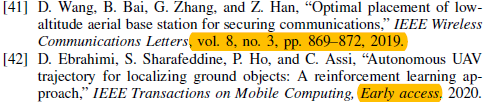 [41] D. Wang, B. Bai, G. Zhang, and Z. Han, “Optimal placement of low-
altitude aerial base station for securing communications,” IEEE Wireless
Communications Letters, vol. 8, no. 3, pp. 869–872, 2019.
[42] D. Ebrahimi, S. Sharafeddine, P. Ho, and C. Assi, “Autonomous UAV
trajectory for localizing ground objects: A reinforcement learning ap-
proach,” IEEE Transactions on Mobile Computing, Early access, 2020.